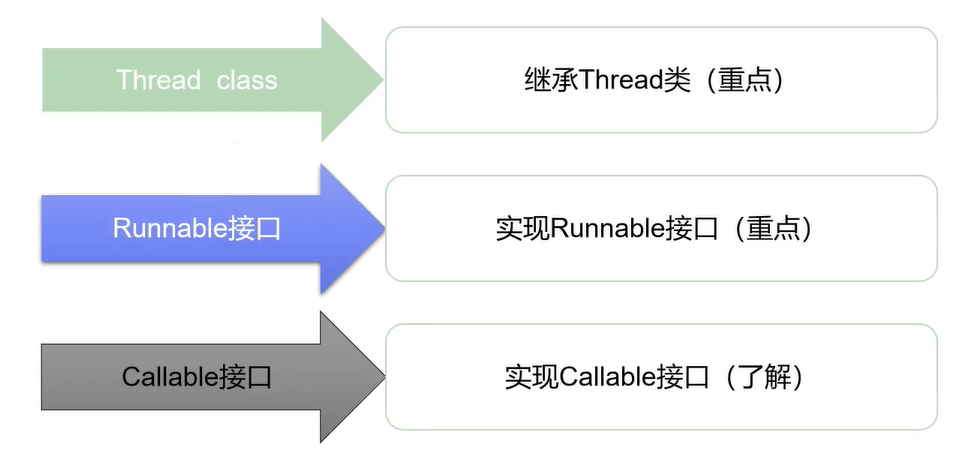 Thread class
继承Thread类（重点）
Runnable接口
实现Runnable接口（重点）
Callable接口
实现Callable接口（了解）